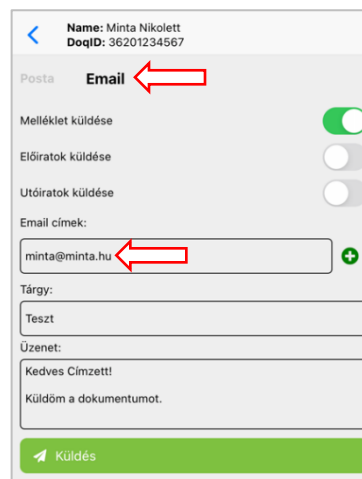 Name: Minta Nikolett
DoqID: 36201234567
Posta Email
Melléklet küldése
Előiratok küldése
Utóiratok küldése
Email címek:
minta@minta.hu
Tárgy:
Teszt
Üzenet:
Kedves Címzett!
Küldöm a dokumentumot.
Küldés